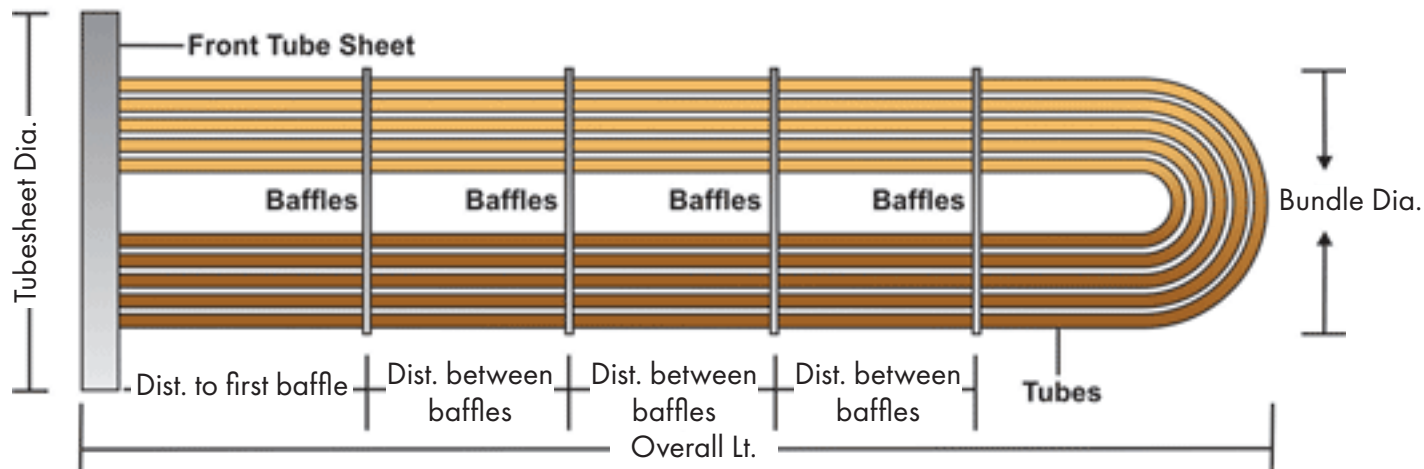 Front Tube Sheet
Tubesheet Dia.
Baffles
Baffles
Baffles
Baffles
Bundle Dia.
Dist. to first baffle
Dist. between
baffles
Dist. between
baffles
Dist. between
baffles
Tubes
Overall Lt.